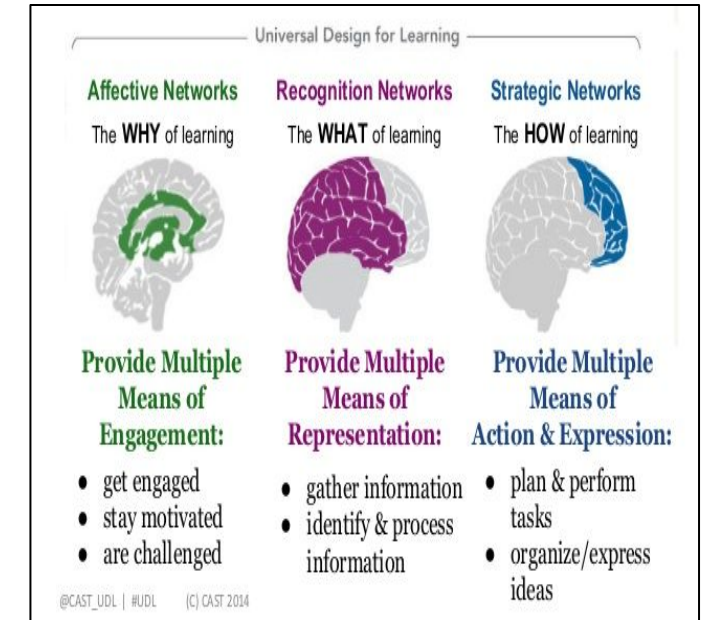 Universal Design for Learning
Affective Networks
The WHY of learning
Provide Multiple
Means of
Engagement:
• get engaged
• stay motivated
• are challenged
Recognition Networks
The WHAT of learning
Provide Multiple
Means of
Representation:
• gather information
• identify & process
information
Strategic Networks
The HOW of learning
Provide Multiple
Means of
Action & Expression:
• plan & perform
tasks
• organize/express
ideas
@CAST_UDL | #UDL (C) CAST 2014